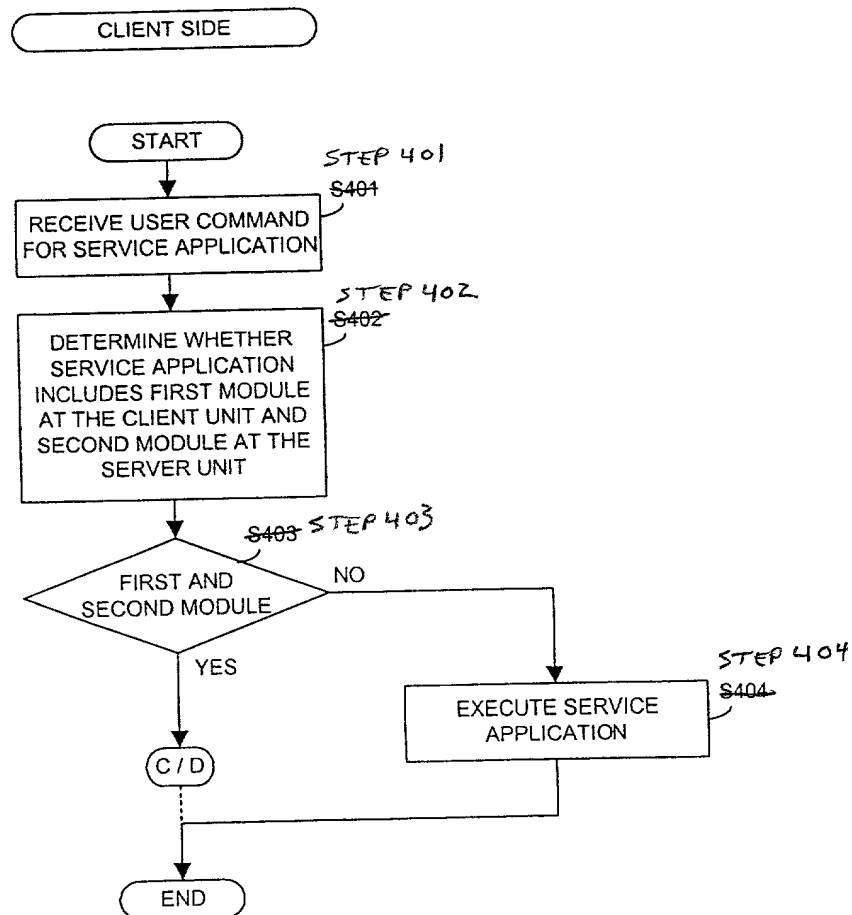 CLIENT SIDE
START
STEP 401
S401
RECEIVE USER COMMAND
FOR SERVICE APPLICATION
STEP 402
S402
DETERMINE WHETHER
SERVICE APPLICATION
INCLUDES FIRST MODULE
AT THE CLIENT UNIT AND
SECOND MODULE AT THE
SERVER UNIT
S403 STEP 403
FIRST AND
SECOND MODULE
NO
YES
STEP 404
S404
EXECUTE SERVICE
APPLICATION
C / D
END